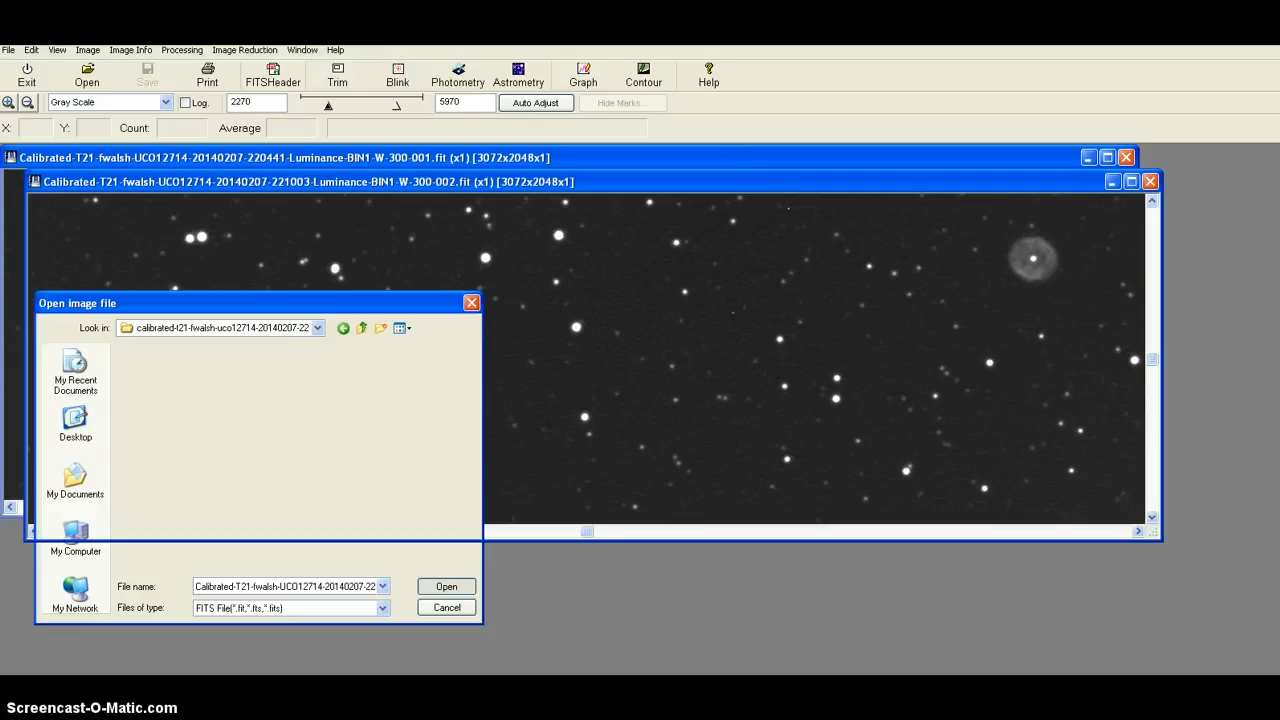 File Edit View Image Image Info Processing Image Reduction Window Help
Exit Open Save Print FITSHeader Trim Blink Photometry Astrometry Graph Contour Help
Gray Scale Log. 2270 5970 Auto Adjust Hide Marks...
X: Y: Count: Average
Calibrated-T21-fwalsh-UCO12714-20140207-220441-Luminance-BIN1-W-300-001.fit (x1) [3072x2048x1]
Calibrated-T21-fwalsh-UCO12714-20140207-221003-Luminance-BIN1-W-300-002.fit (x1) [3072x2048x1]
Open image file
Look in: calibrated-t21-fwalsh-uco12714-20140207-22
My Recent
Documents
Desktop
My Documents
My Computer
File name: Calibrated-T21-fwalsh-UCO12714-20140207-22 Open
My Network Files of type: FITS File(*.fit,*.fts,*.fits) Cancel
Screencast-O-Matic.com